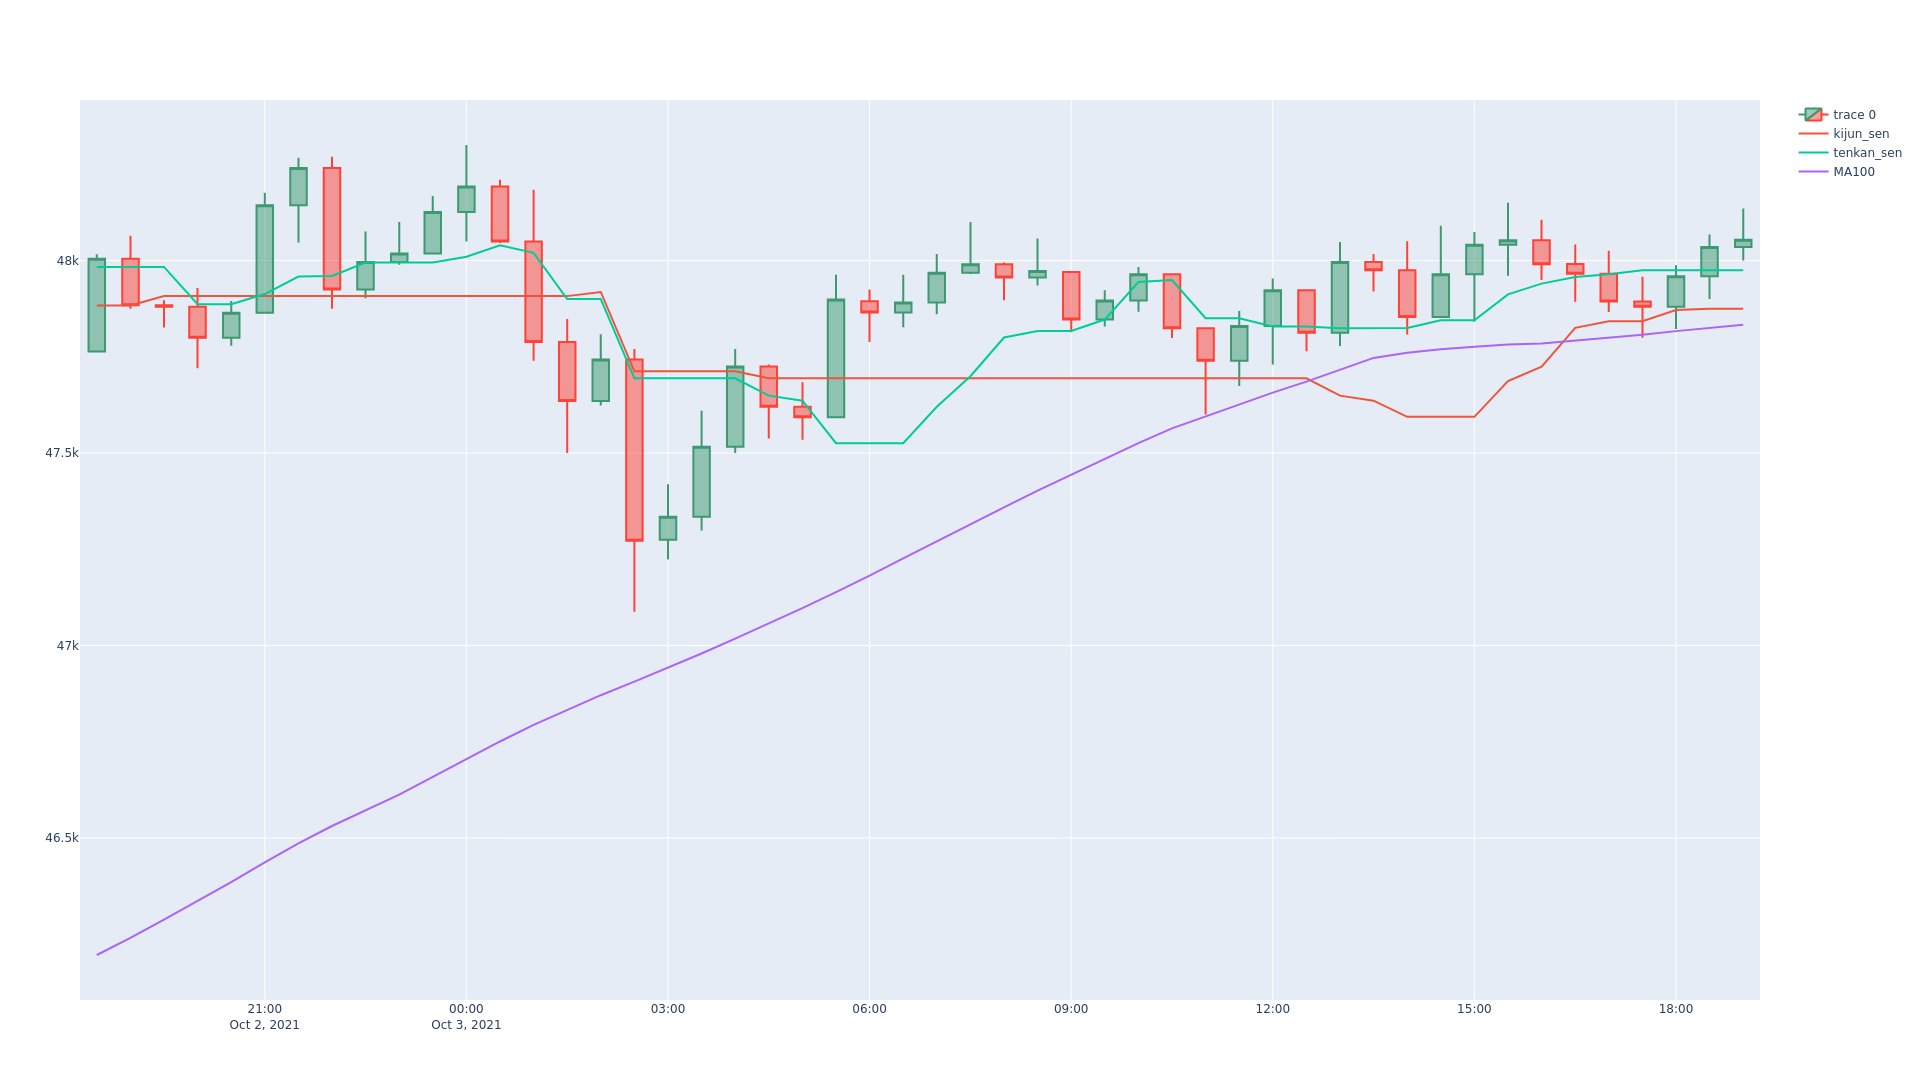 trace 0
kijun_sen
tenkan_sen
MA100
48k
47.5k
47k
46.5k
21:00 00:00 03:00 06:00 09:00 12:00 15:00 18:00
Oct 2, 2021 Oct 3, 2021